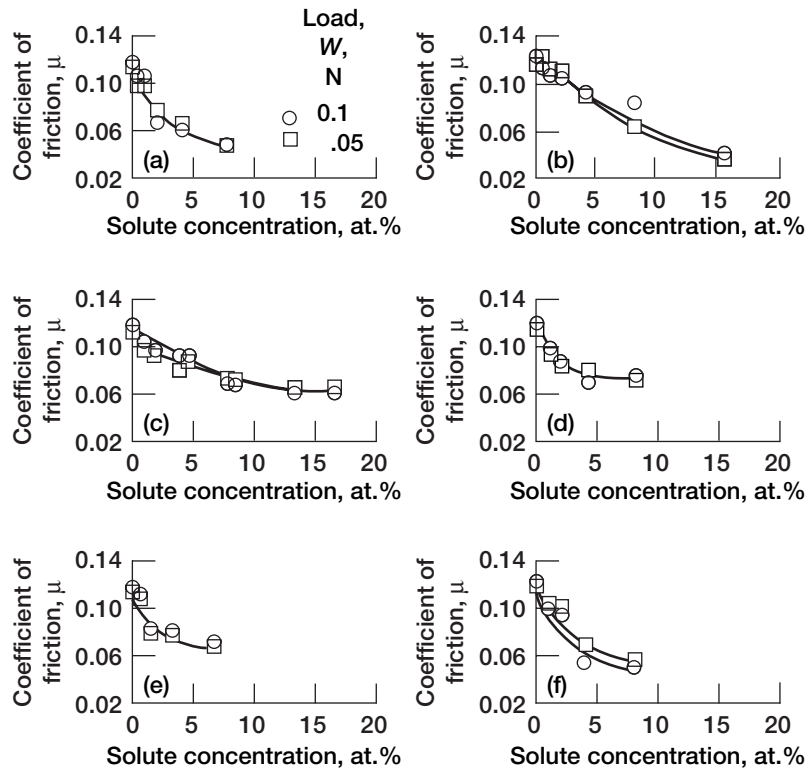 Load,
W,
N
0.1
.05
0.14
0.10
0.06
0.02
Coefficient of
friction, μ
(a)
0 5 10 15 20
Solute concentration, at.%
0.14
0.10
0.06
0.02
Coefficient of
friction, μ
(b)
0 5 10 15 20
Solute concentration, at.%
0.14
0.10
0.06
0.02
Coefficient of
friction, μ
(c)
0 5 10 15 20
Solute concentration, at.%
0.14
0.10
0.06
0.02
Coefficient of
friction, μ
(d)
0 5 10 15 20
Solute concentration, at.%
0.14
0.10
0.06
0.02
Coefficient of
friction, μ
(e)
0 5 10 15 20
Solute concentration, at.%
0.14
0.10
0.06
0.02
Coefficient of
friction, μ
(f)
0 5 10 15 20
Solute concentration, at.%